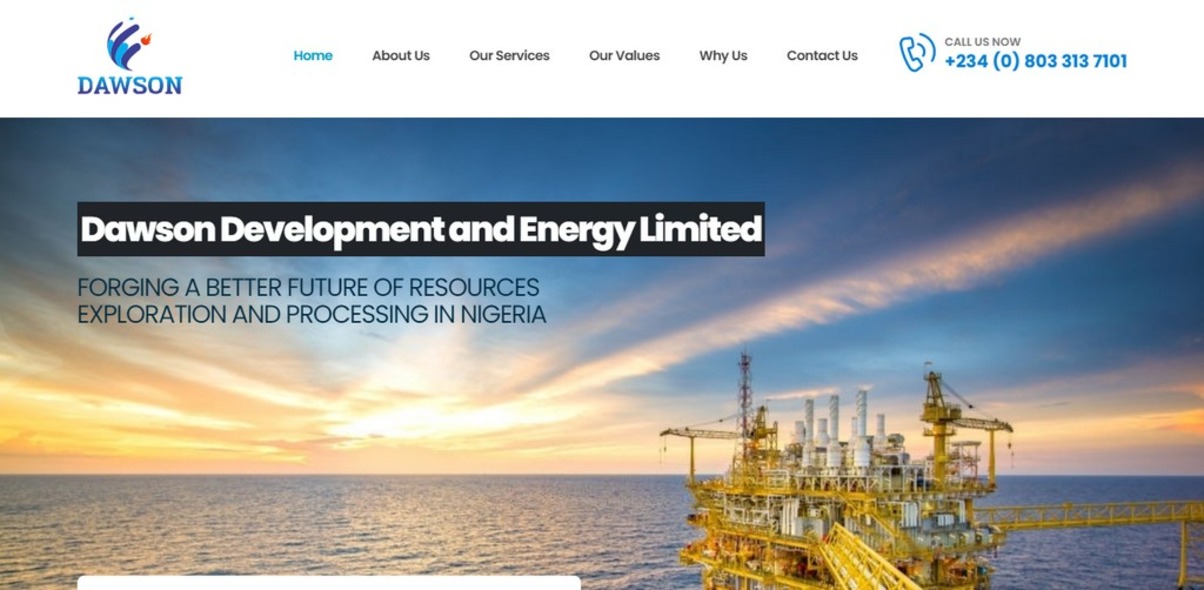 DAWSON
Home About Us Our Services Our Values Why Us Contact Us
CALL US NOW
+234 (0) 803 313 7101
Dawson Development and Energy Limited
FORGING A BETTER FUTURE OF RESOURCES
EXPLORATION AND PROCESSING IN NIGERIA